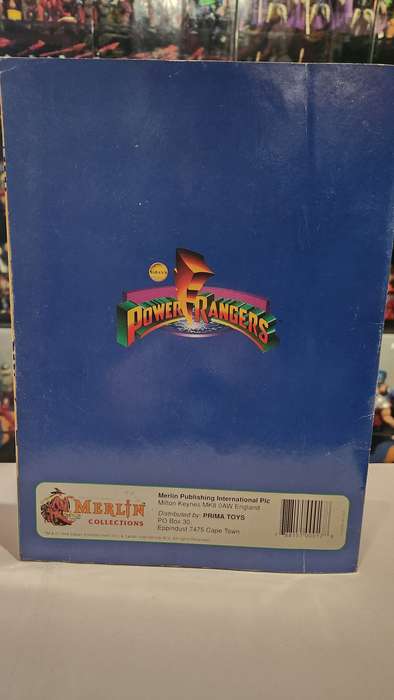 SABAN'S
POWER RANGERS
MERLIN
COLLECTIONS
Merlin Publishing International Plc
Milton Keynes MK8 0AW England
Distributed by: PRIMA TOYS
PO Box 30
Eppindust 7475 Cape Town